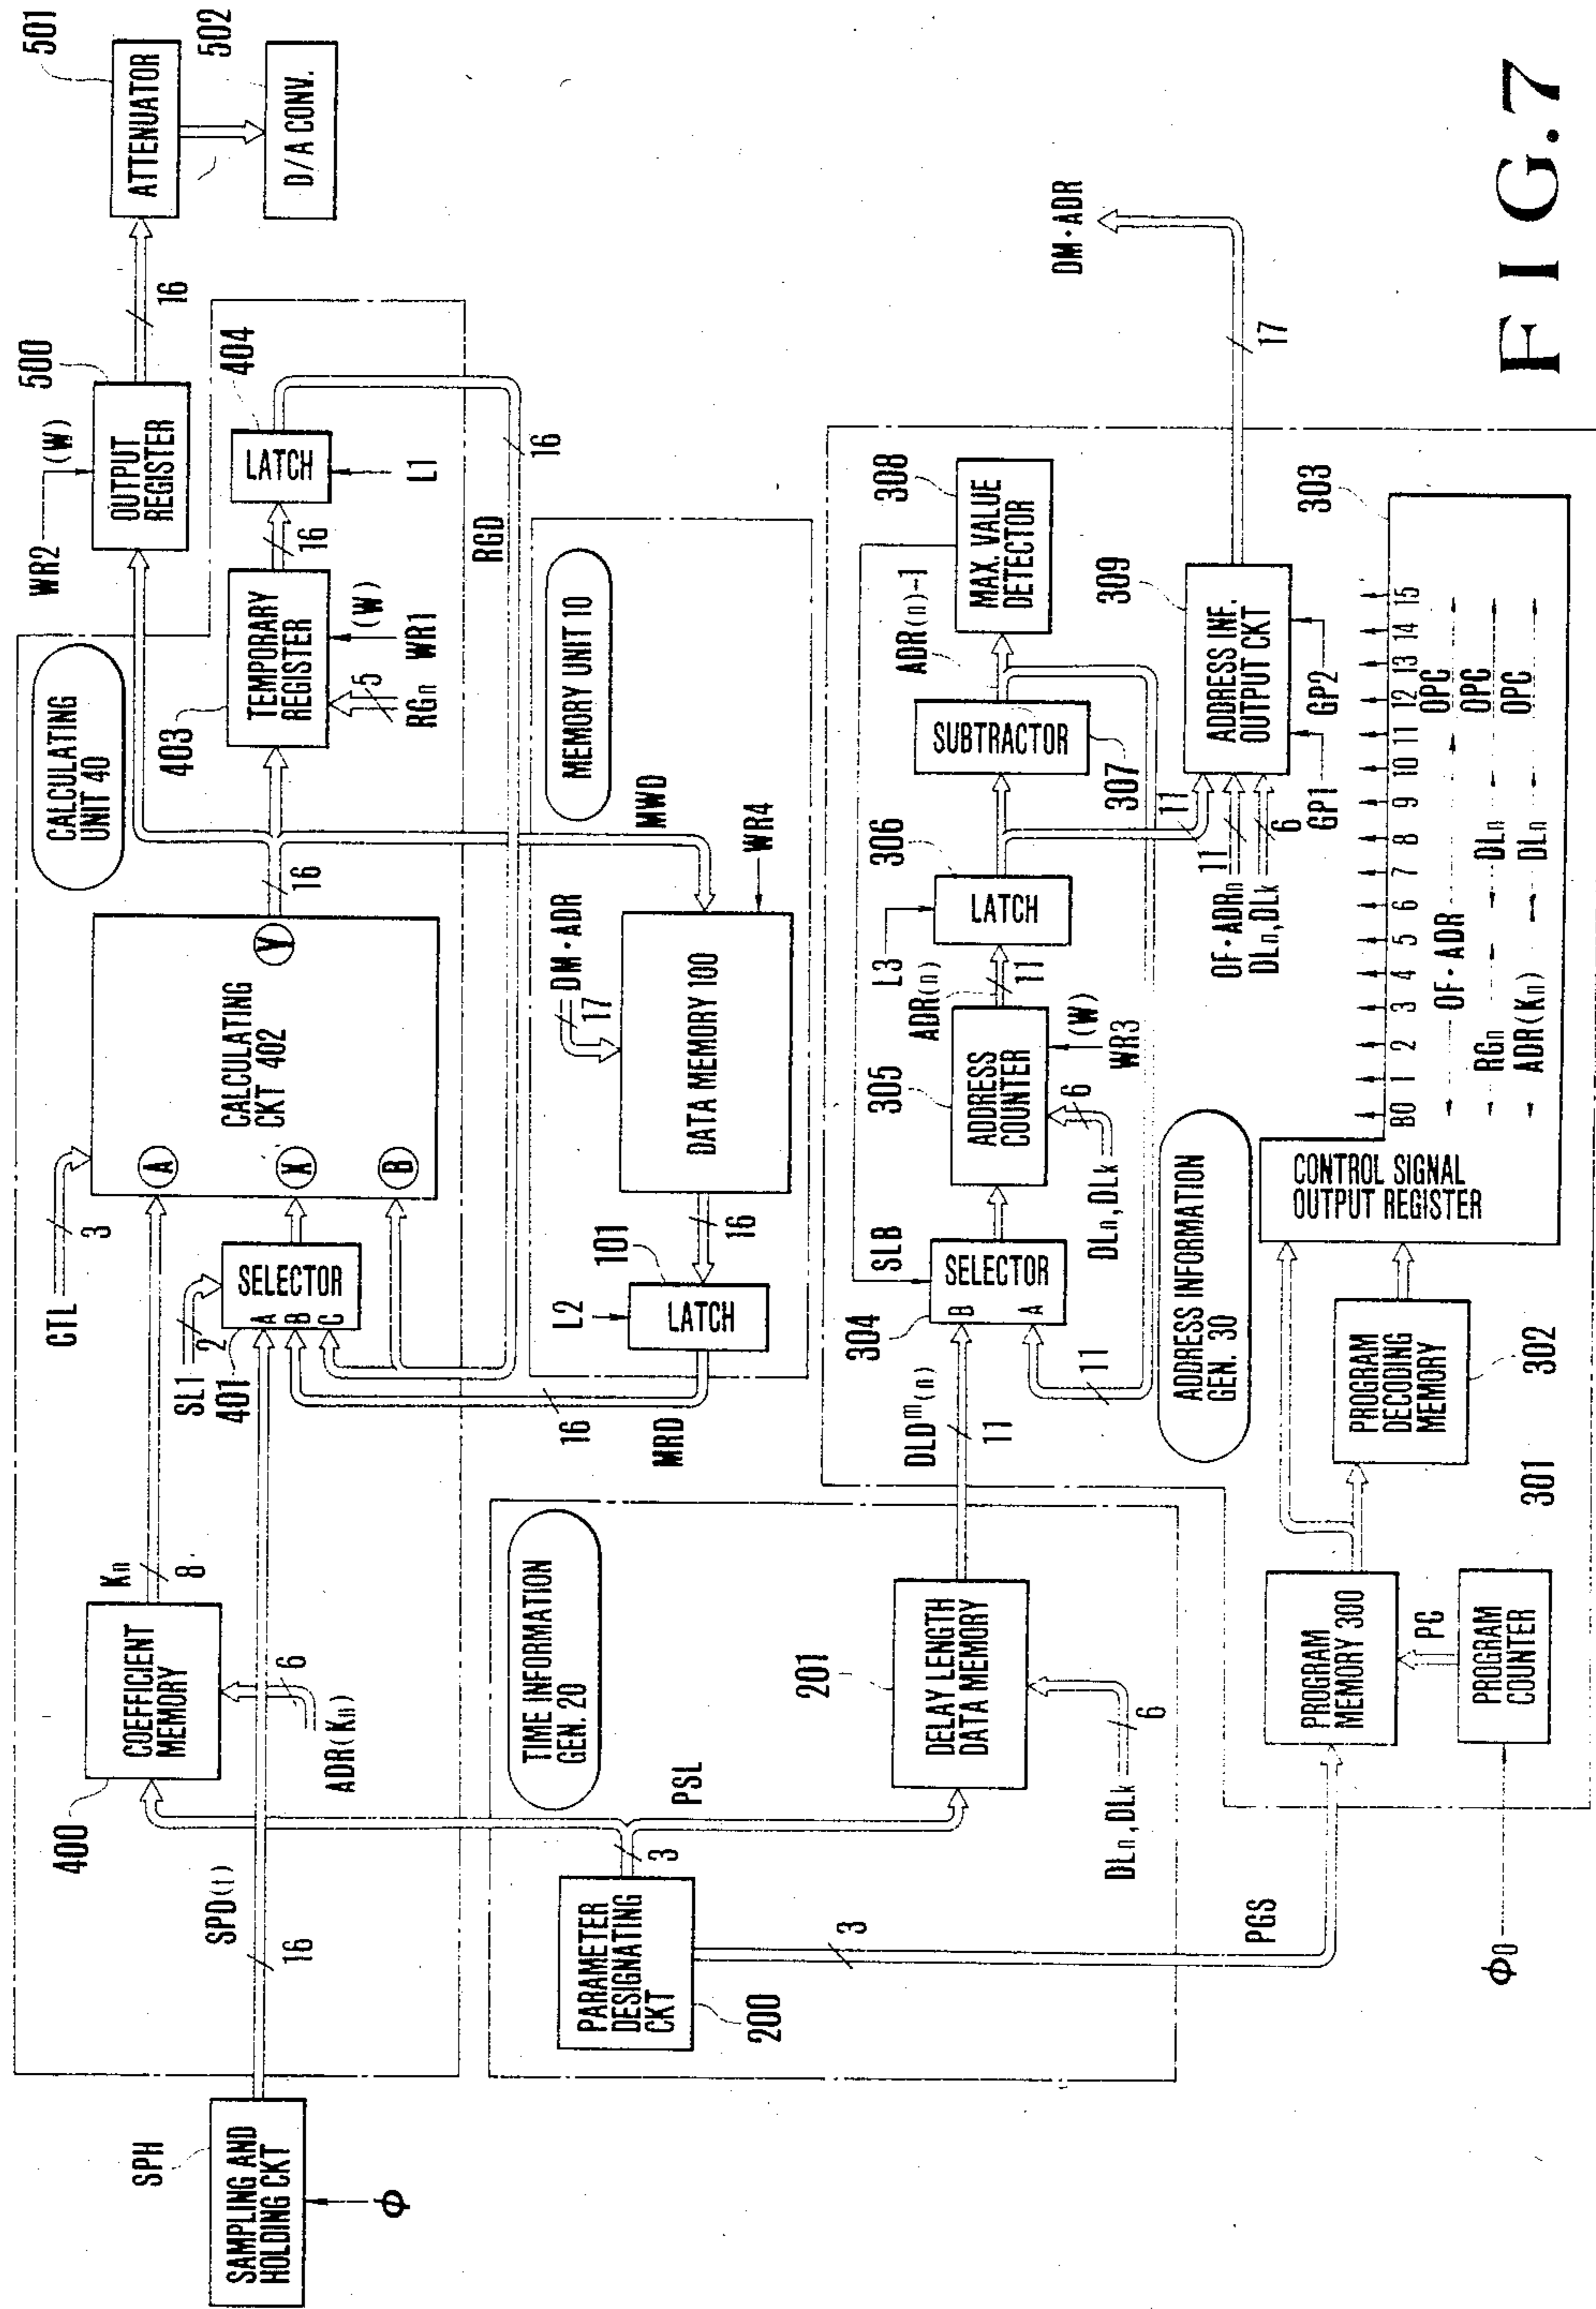 SPH
SAMPLING AND
HOLDING CKT
Φ
SPD(t)
16
400
COEFFICIENT
MEMORY
Kn
8
6
ADR(Kn)
CTL
3
SL1
2
401
SELECTOR
A
B
C
CALCULATING
CKT 402
A
X
B
Y
16
CALCULATING
UNIT 40
403
TEMPORARY
REGISTER
5
RGn
WR1
(W)
16
404
LATCH
L1
16
RGD
WR2
(W)
500
OUTPUT
REGISTER
16
501
ATTENUATOR
502
D/A CONV.
MEMORY UNIT 10
MWD
WR4
DM·ADR
17
DATA MEMORY 100
16
101
L2
LATCH
16
MRD
TIME INFORMATION
GEN. 20
PARAMETER
DESIGNATING
CKT
200
3
PSL
3
PGS
201
DELAY LENGTH
DATA MEMORY
6
DLn,DLk
DLDm(n)
11
304
SLB
SELECTOR
B
A
11
305
ADDRESS
COUNTER
6
DLn,DLk
WR3
(W)
ADR(n)
11
L3
306
LATCH
11
SUBTRACTOR
307
ADR(n)-1
308
MAX. VALUE
DETECTOR
309
ADDRESS INF.
OUTPUT CKT
OF·ADRn
11
DLn,DLk
6
GP1
GP2
17
DM·ADR
ADDRESS INFORMATION
GEN. 30
Φ0
PROGRAM
COUNTER
301
PC
PROGRAM
MEMORY 300
PROGRAM
DECODING
MEMORY
302
303
CONTROL SIGNAL
OUTPUT REGISTER
B0 1 2 3 4 5 6 7 8 9 10 11 12 13 14 15
OF·ADR OPC
RGn DLn OPC
ADR(Kn) DLn OPC
FIG.7